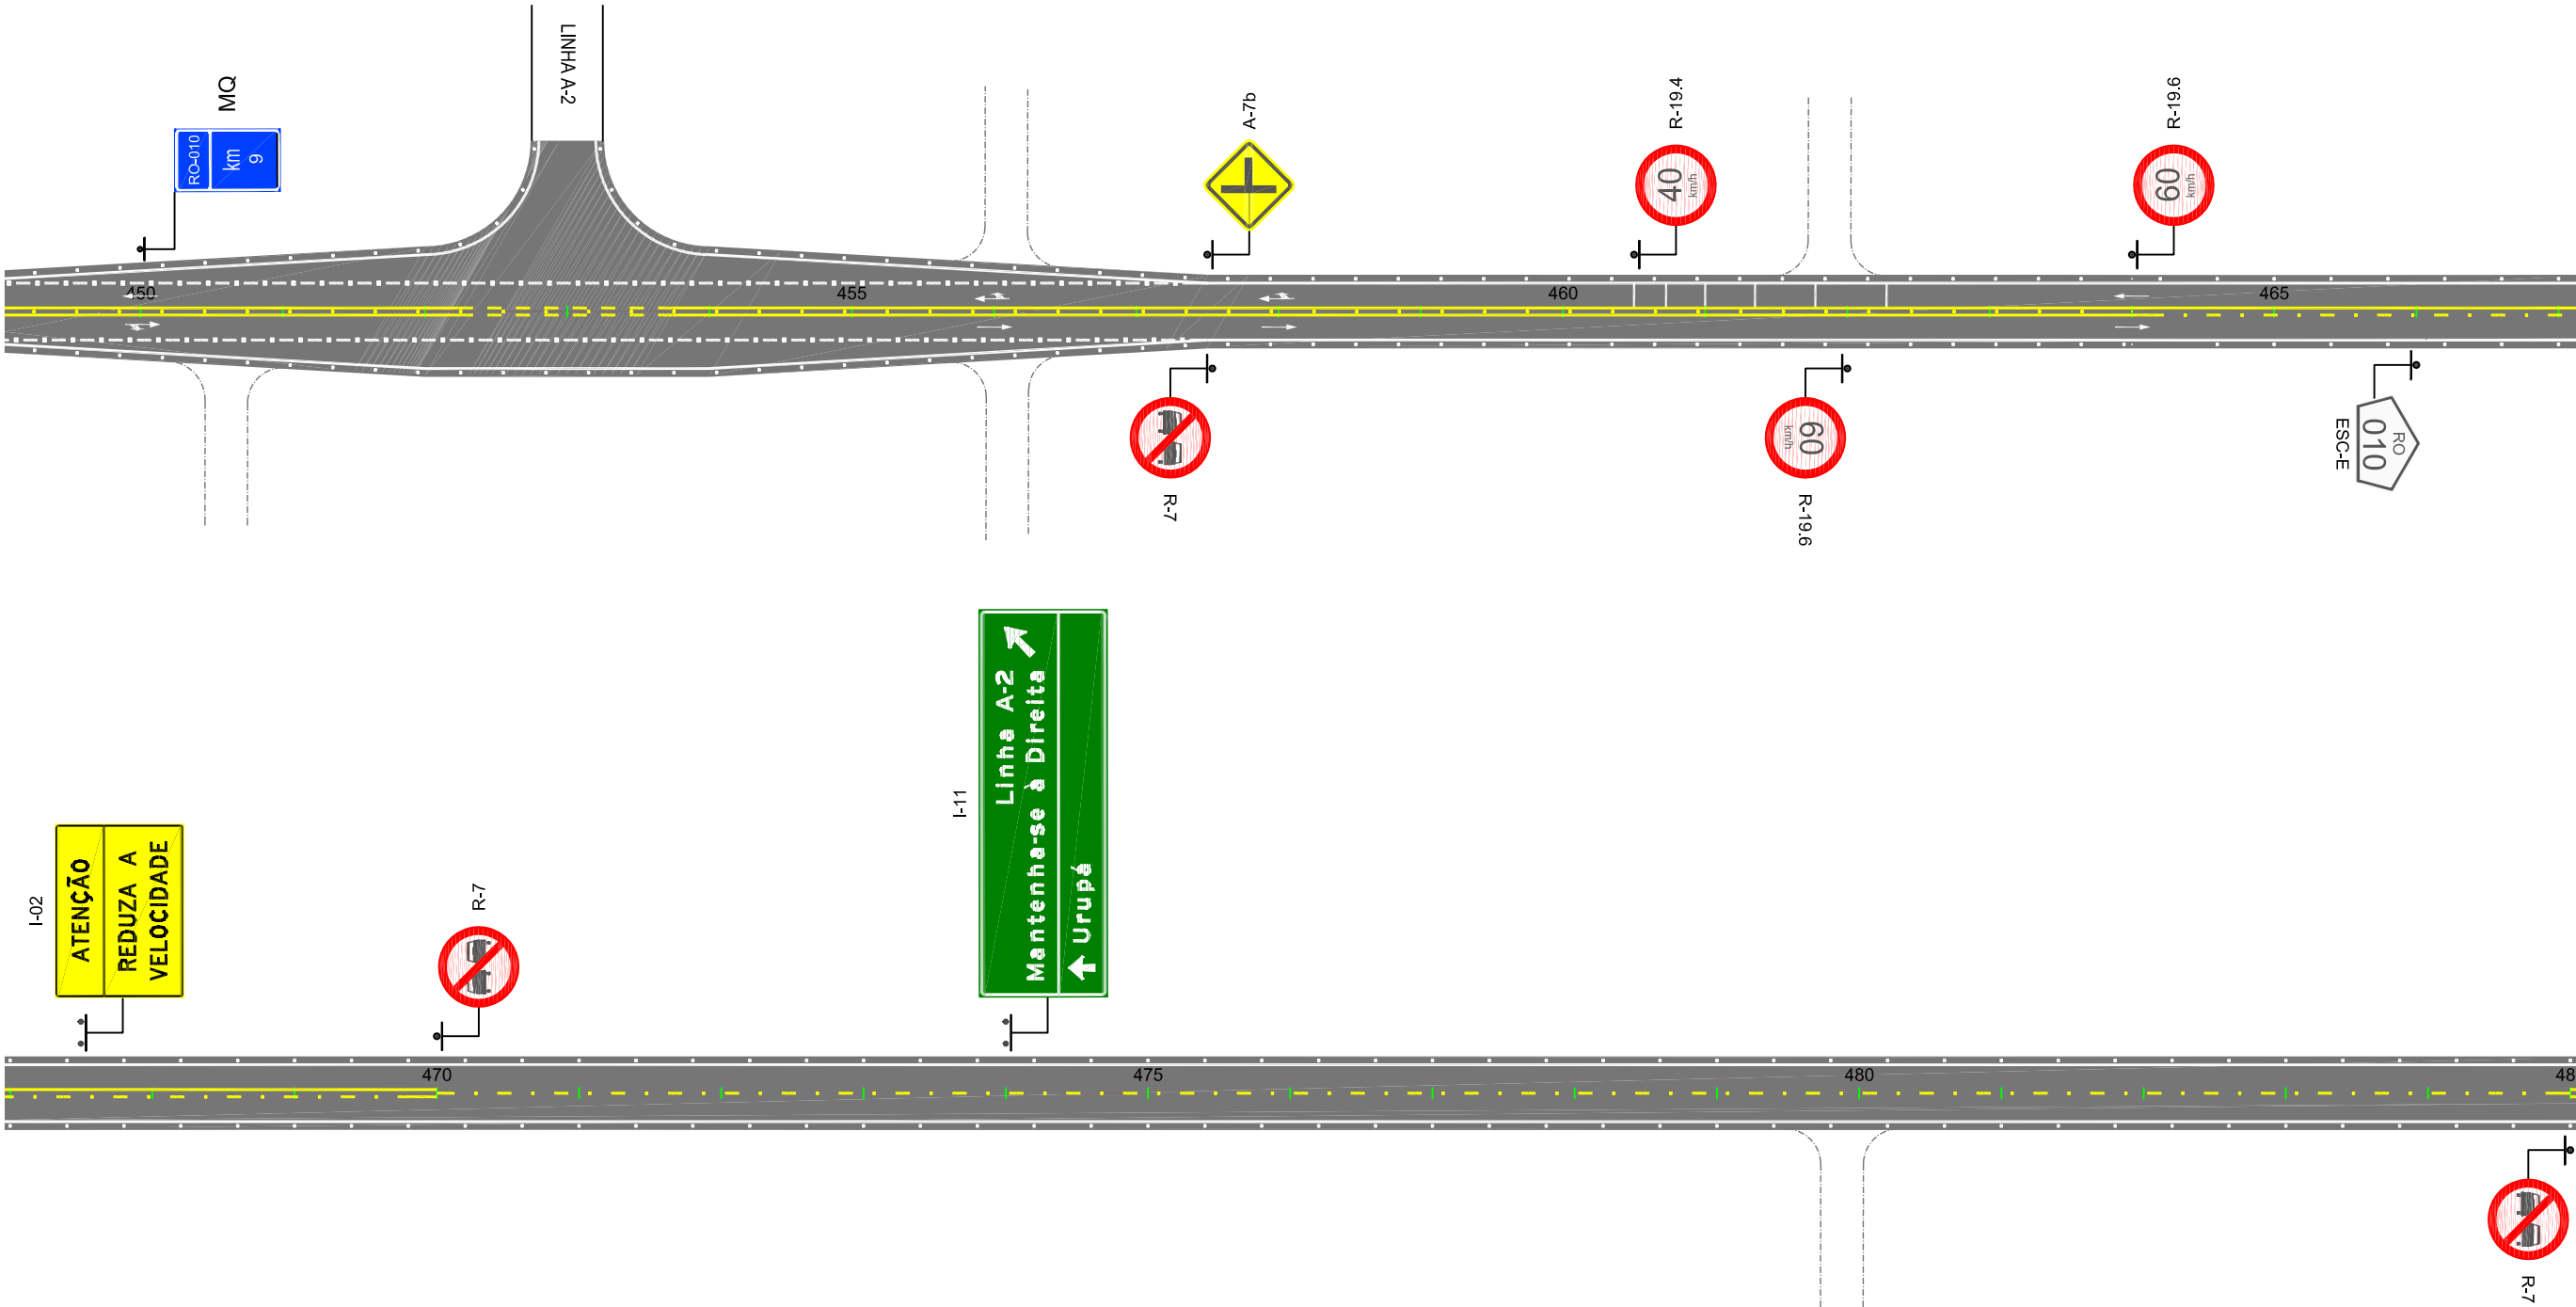 MQ
RO-010
km
9
LINHA A-2
A-7b
R-19.4
40
km/h
R-19.6
60
km/h
450
455
460
465
R-7
60
km/h
R-19.6
RO
010
ESC-E
I-02
ATENÇÃO
REDUZA A
VELOCIDADE
R-7
I-11
Linha A-2
Mantenha-se à Direita
Urupá
470
475
480
48
R-7